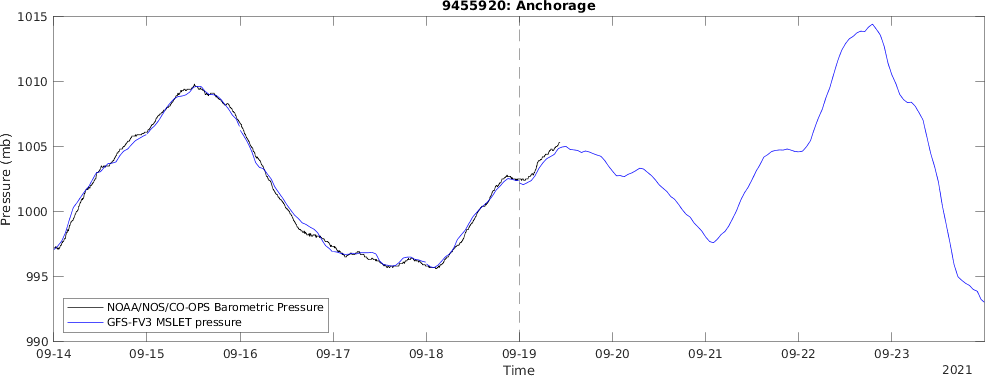 9455920: Anchorage
1015
1010
1005
1000
995
990
Pressure (mb)
NOAA/NOS/CO-OPS Barometric Pressure
GFS-FV3 MSLET pressure
09-14 09-15 09-16 09-17 09-18 09-19 09-20 09-21 09-22 09-23
Time
2021